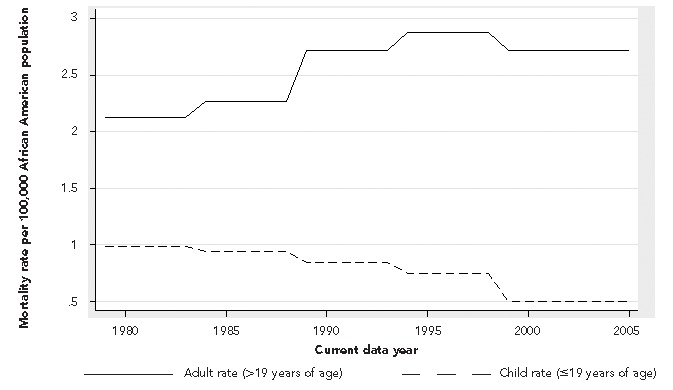 Mortality rate per 100,000 African American population
3
2.5
2
1.5
1
.5
1980 1985 1990 1995 2000 2005
Current data year
Adult rate (>19 years of age) Child rate (≤19 years of age)